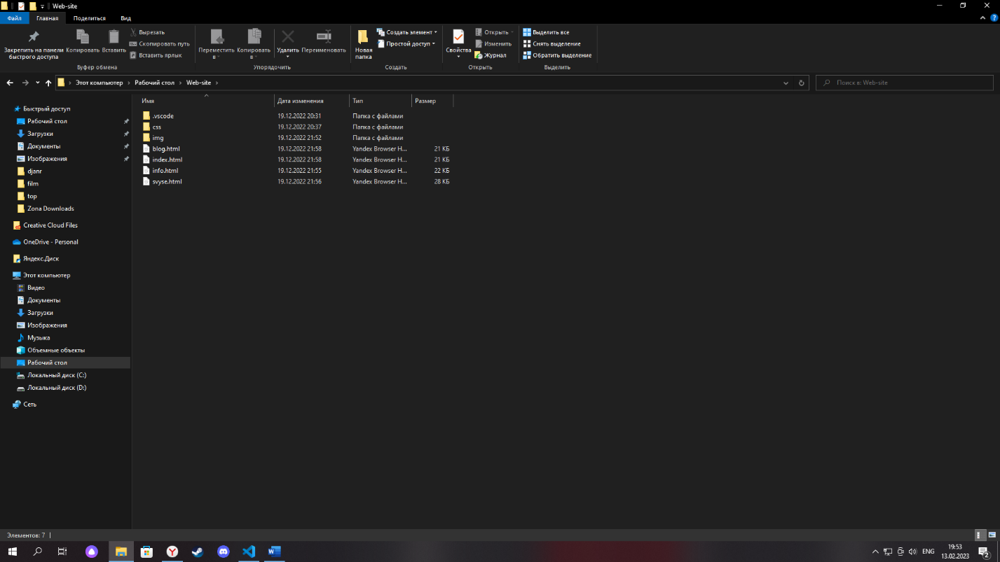 Web-site
Файл Главная Поделиться Вид
Закрепить на панели быстрого доступа
Копировать
Вставить
Вырезать
Скопировать путь
Вставить ярлык
Буфер обмена
Переместить в
Копировать в
Удалить
Переименовать
Упорядочить
Новая папка
Создать элемент
Простой доступ
Создать
Свойства
Открыть
Изменить
Журнал
Открыть
Выделить все
Снять выделение
Обратить выделение
Выделить
Этот компьютер › Рабочий стол › Web-site ›
Поиск в: Web-site
Быстрый доступ
Рабочий стол
Загрузки
Документы
Изображения
djanr
film
top
Zona Downloads
Creative Cloud Files
OneDrive - Personal
Яндекс.Диск
Этот компьютер
Видео
Документы
Загрузки
Изображения
Музыка
Объемные объекты
Рабочий стол
Локальный диск (C:)
Локальный диск (D:)
Сеть
Имя Дата изменения Тип Размер
.vscode 19.12.2022 20:31 Папка с файлами
css 19.12.2022 20:37 Папка с файлами
img 19.12.2022 21:52 Папка с файлами
blog.html 19.12.2022 21:58 Yandex Browser H... 21 КБ
index.html 19.12.2022 21:58 Yandex Browser H... 21 КБ
info.html 19.12.2022 21:55 Yandex Browser H... 22 КБ
svyse.html 19.12.2022 21:56 Yandex Browser H... 28 КБ
Элементов: 7
ENG
19:53
13.02.2023
2